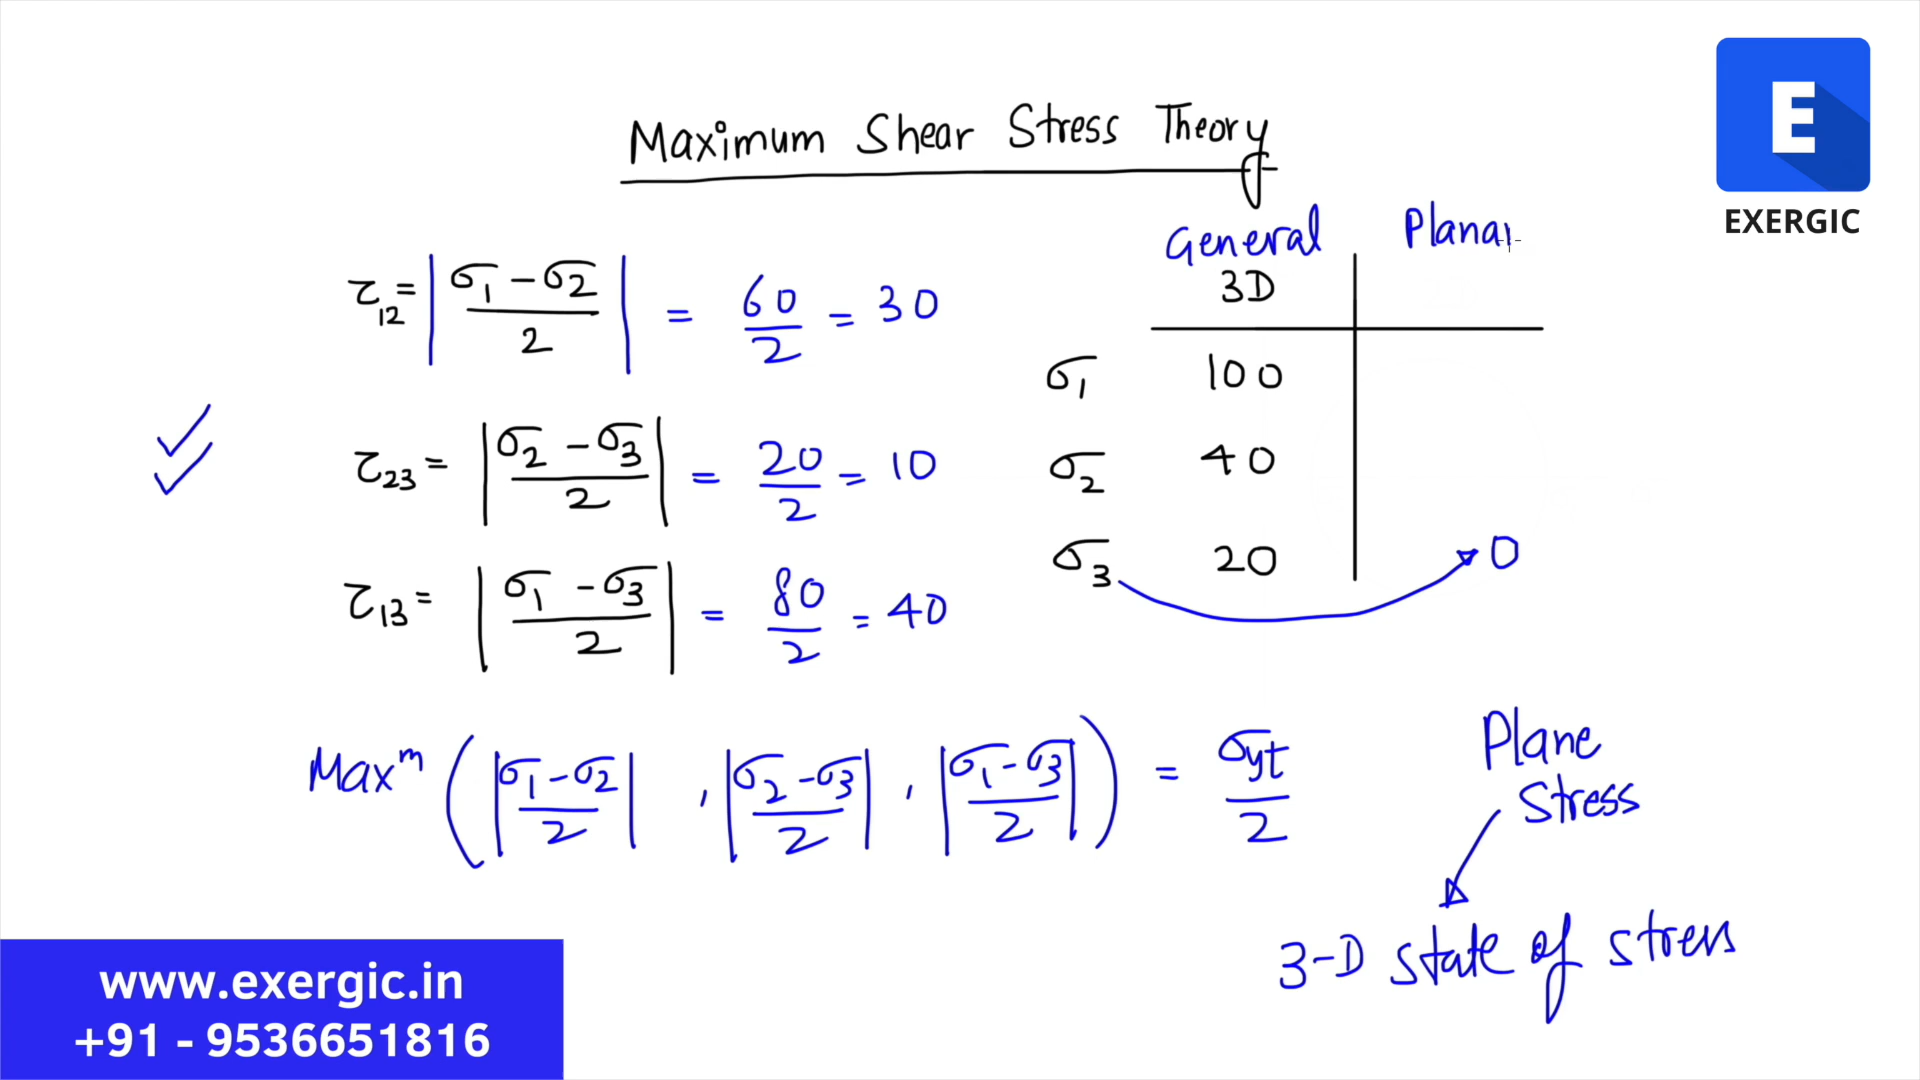 Maximum Shear Stress Theory
E
EXERGIC
General Planar
3D
τ12 = |σ1 - σ2 / 2| = 60/2 = 30
σ1 100
τ23 = |σ2 - σ3 / 2| = 20/2 = 10
σ2 40
τ13 = |σ1 - σ3 / 2| = 80/2 = 40
σ3 20 0
Maxᵐ ( |σ1 - σ2 / 2| , |σ2 - σ3 / 2| , |σ1 - σ3 / 2| ) = σyt / 2
Plane
Stress
3-D state of stress
www.exergic.in
+91 - 9536651816